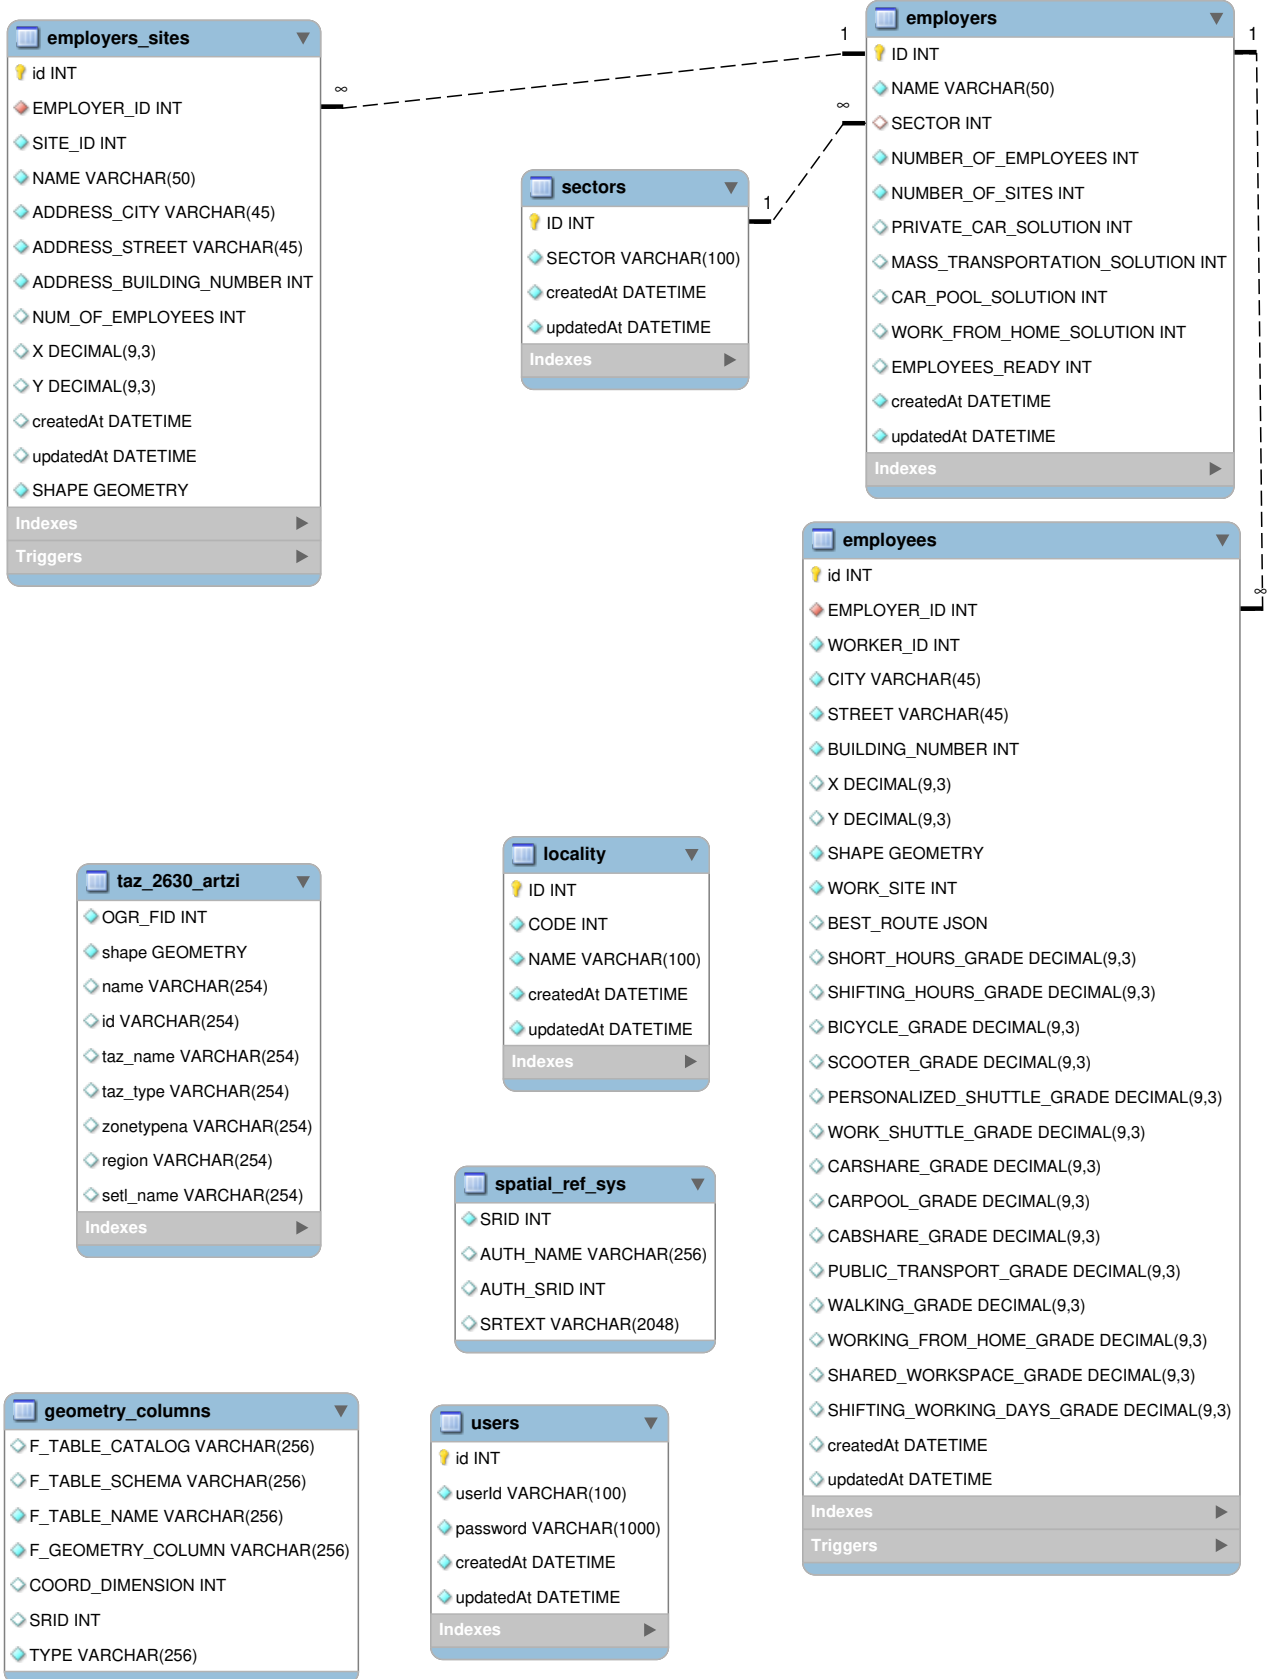 employers_sites
id INT
EMPLOYER_ID INT
SITE_ID INT
NAME VARCHAR(50)
ADDRESS_CITY VARCHAR(45)
ADDRESS_STREET VARCHAR(45)
ADDRESS_BUILDING_NUMBER INT
NUM_OF_EMPLOYEES INT
X DECIMAL(9,3)
Y DECIMAL(9,3)
createdAt DATETIME
updatedAt DATETIME
SHAPE GEOMETRY
Indexes
Triggers
∞
1
employers
ID INT
NAME VARCHAR(50)
SECTOR INT
NUMBER_OF_EMPLOYEES INT
NUMBER_OF_SITES INT
PRIVATE_CAR_SOLUTION INT
MASS_TRANSPORTATION_SOLUTION INT
CAR_POOL_SOLUTION INT
WORK_FROM_HOME_SOLUTION INT
EMPLOYEES_READY INT
createdAt DATETIME
updatedAt DATETIME
Indexes
1
∞
sectors
ID INT
SECTOR VARCHAR(100)
createdAt DATETIME
updatedAt DATETIME
Indexes
1
∞
employees
id INT
EMPLOYER_ID INT
WORKER_ID INT
CITY VARCHAR(45)
STREET VARCHAR(45)
BUILDING_NUMBER INT
X DECIMAL(9,3)
Y DECIMAL(9,3)
SHAPE GEOMETRY
WORK_SITE INT
BEST_ROUTE JSON
SHORT_HOURS_GRADE DECIMAL(9,3)
SHIFTING_HOURS_GRADE DECIMAL(9,3)
BICYCLE_GRADE DECIMAL(9,3)
SCOOTER_GRADE DECIMAL(9,3)
PERSONALIZED_SHUTTLE_GRADE DECIMAL(9,3)
WORK_SHUTTLE_GRADE DECIMAL(9,3)
CARSHARE_GRADE DECIMAL(9,3)
CARPOOL_GRADE DECIMAL(9,3)
CABSHARE_GRADE DECIMAL(9,3)
PUBLIC_TRANSPORT_GRADE DECIMAL(9,3)
WALKING_GRADE DECIMAL(9,3)
WORKING_FROM_HOME_GRADE DECIMAL(9,3)
SHARED_WORKSPACE_GRADE DECIMAL(9,3)
SHIFTING_WORKING_DAYS_GRADE DECIMAL(9,3)
createdAt DATETIME
updatedAt DATETIME
Indexes
Triggers
taz_2630_artzi
OGR_FID INT
shape GEOMETRY
name VARCHAR(254)
id VARCHAR(254)
taz_name VARCHAR(254)
taz_type VARCHAR(254)
zonetypena VARCHAR(254)
region VARCHAR(254)
setl_name VARCHAR(254)
Indexes
locality
ID INT
CODE INT
NAME VARCHAR(100)
createdAt DATETIME
updatedAt DATETIME
Indexes
spatial_ref_sys
SRID INT
AUTH_NAME VARCHAR(256)
AUTH_SRID INT
SRTEXT VARCHAR(2048)
geometry_columns
F_TABLE_CATALOG VARCHAR(256)
F_TABLE_SCHEMA VARCHAR(256)
F_TABLE_NAME VARCHAR(256)
F_GEOMETRY_COLUMN VARCHAR(256)
COORD_DIMENSION INT
SRID INT
TYPE VARCHAR(256)
users
id INT
userId VARCHAR(100)
password VARCHAR(1000)
createdAt DATETIME
updatedAt DATETIME
Indexes